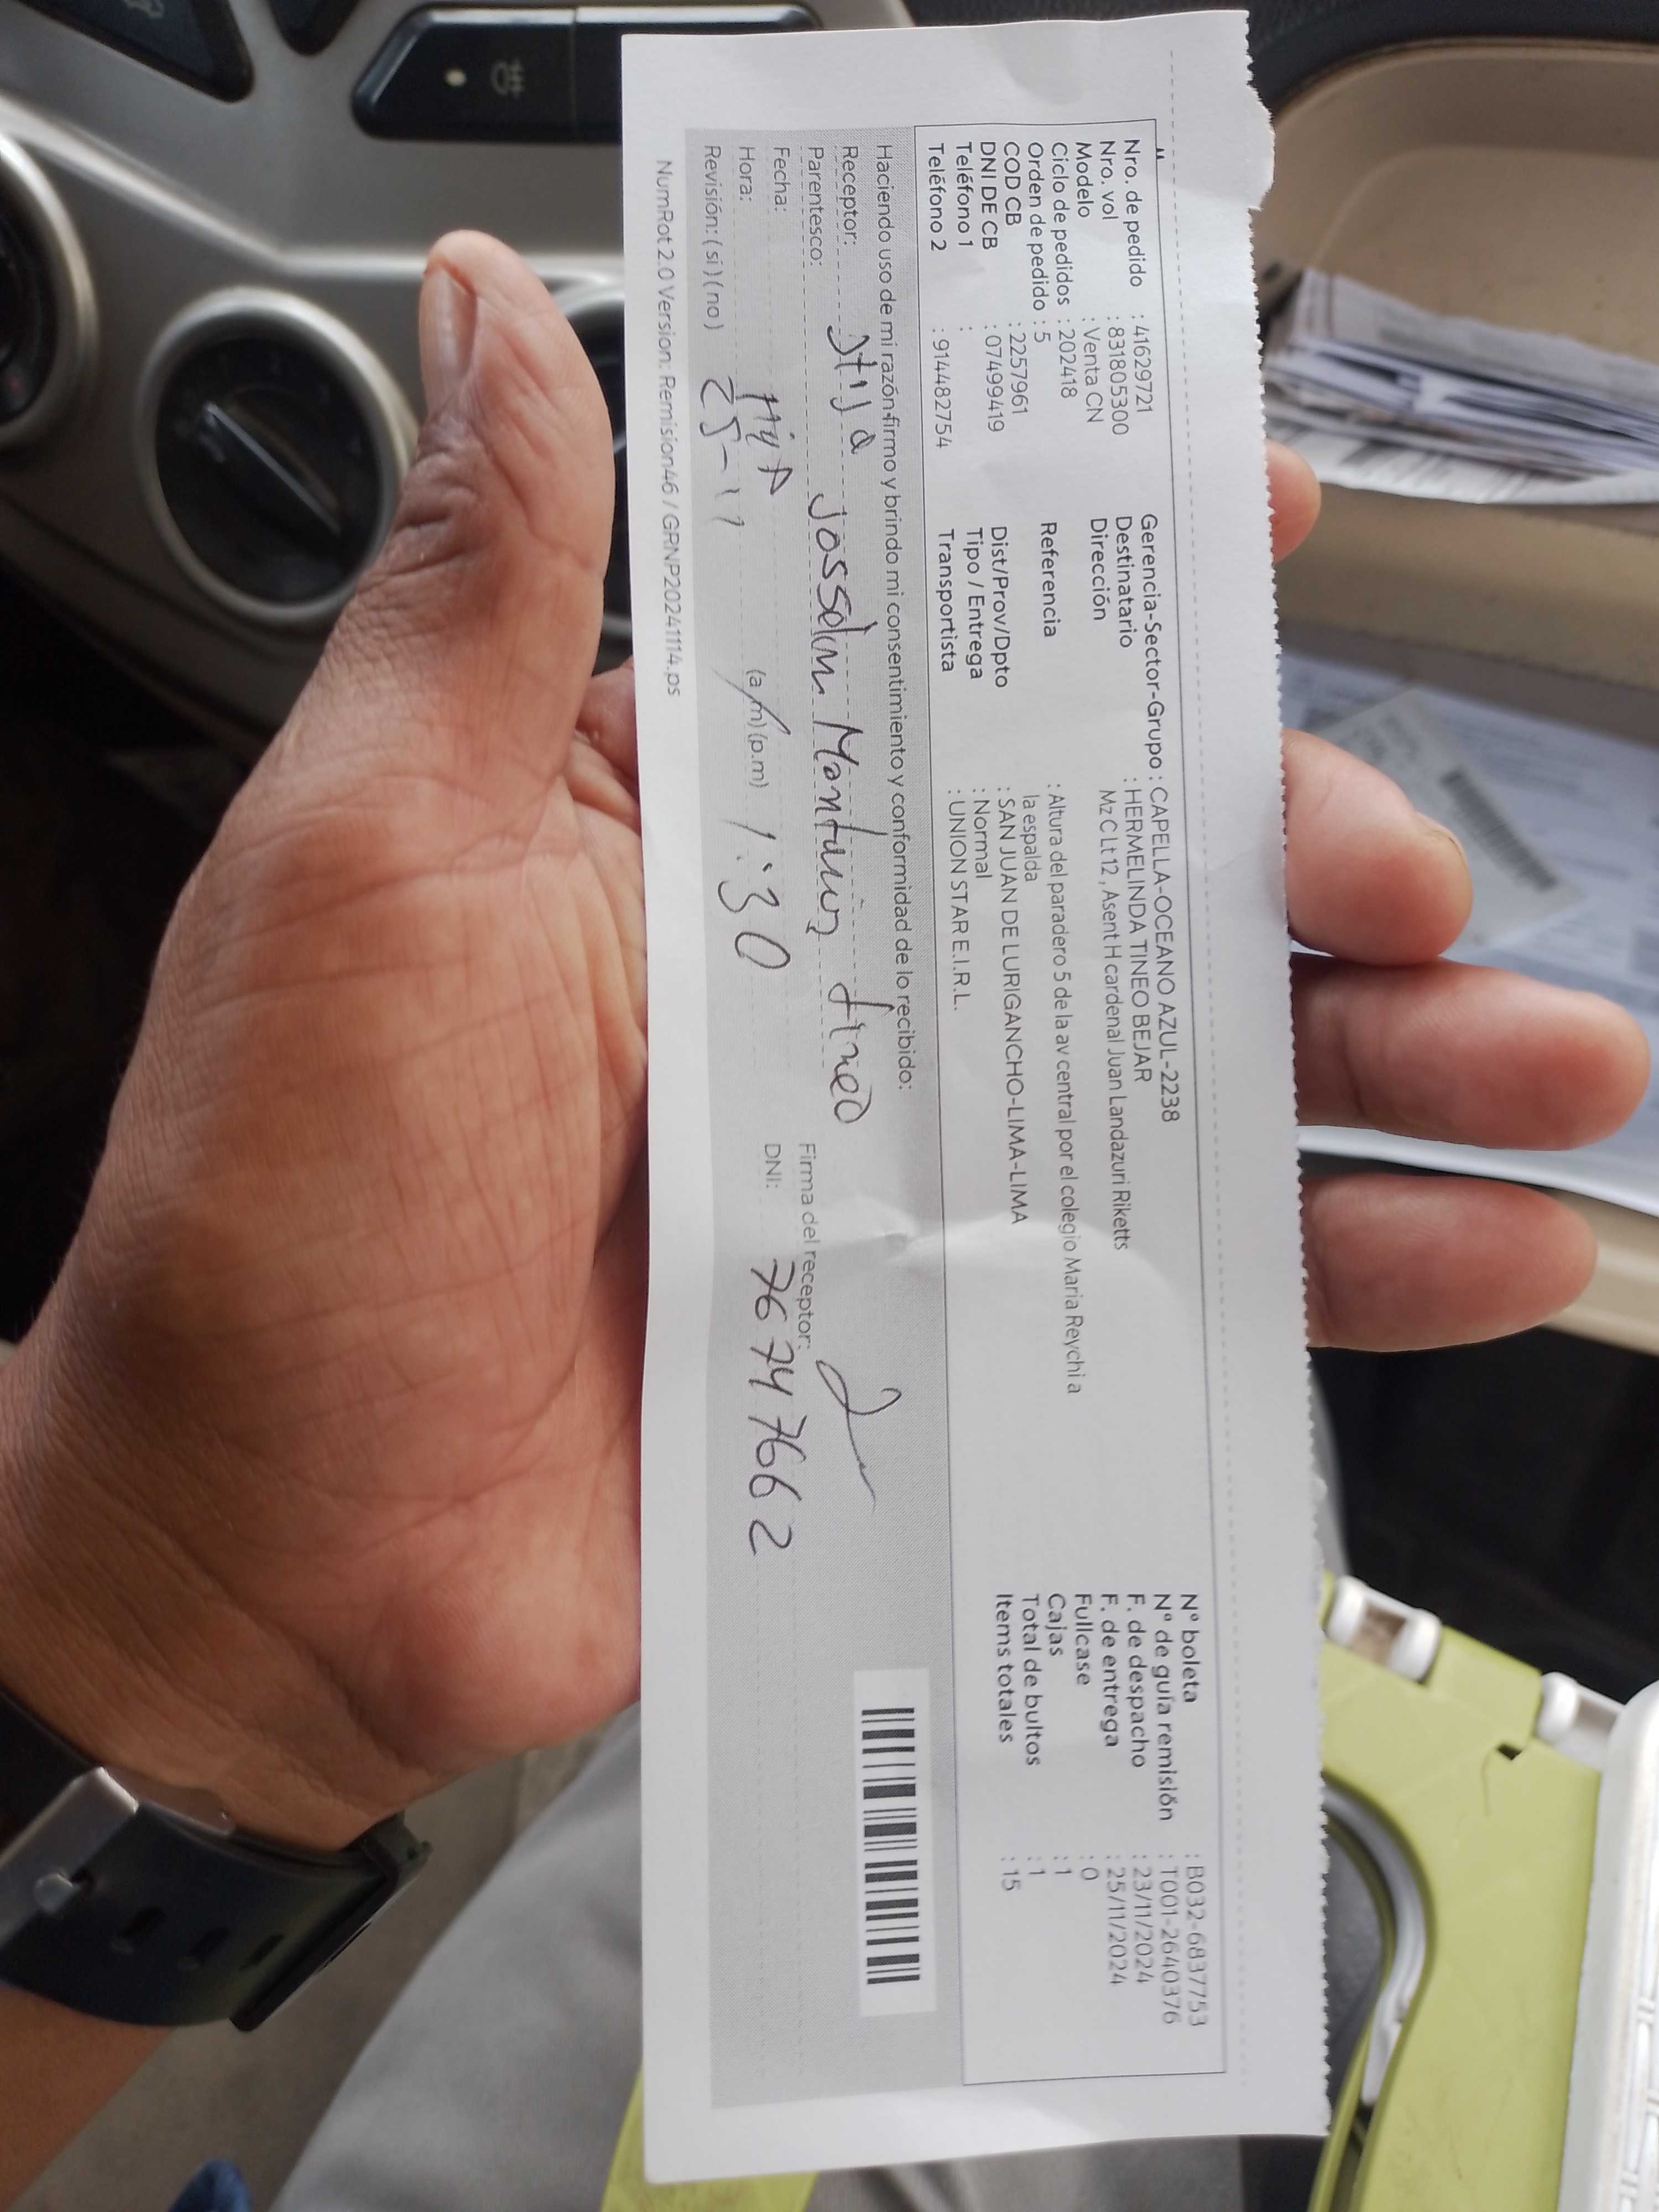 Nro. de pedido : 41629721
Nro. vol : 831805300
Modelo : Venta CN
Ciclo de pedidos : 202418
Orden de pedido : 5
COD CB : 2257961
DNI DE CB : 07499419
Teléfono 1 :
Teléfono 2 : 914482754
Gerencia-Sector-Grupo : CAPELLA-OCEANO AZUL-2238
Destinatario : HERMELINDA TINEO BEJAR
Dirección Mz C Lt 12 , Asent H cardenal Juan Landazuri Riketts
Referencia : Altura del paradero 5 de la av central por el colegio Maria Reychi a
la espalda
Dist/Prov/Dpto : SAN JUAN DE LURIGANCHO-LIMA-LIMA
Tipo / Entrega : Normal
Transportista : UNION STAR E.I.R.L.
N° boleta : B032-6837753
N° de guía remisión : T001-2640376
F. de despacho : 23/11/2024
F. de entrega : 25/11/2024
Fullcase : 0
Cajas : 1
Total de bultos : 1
Items totales : 15
Haciendo uso de mi razón firmo y brindo mi consentimiento y conformidad de lo recibido:
Receptor: Josselin tineo
Parentesco:
Fecha: 25-11
Hora: (a.m) (p.m) 1:30
Revisión: ( si ) ( no )
Firma del receptor:
DNI: 76747662
NumRot 2.0 Version: Remision46 / GRNP20241114.ps